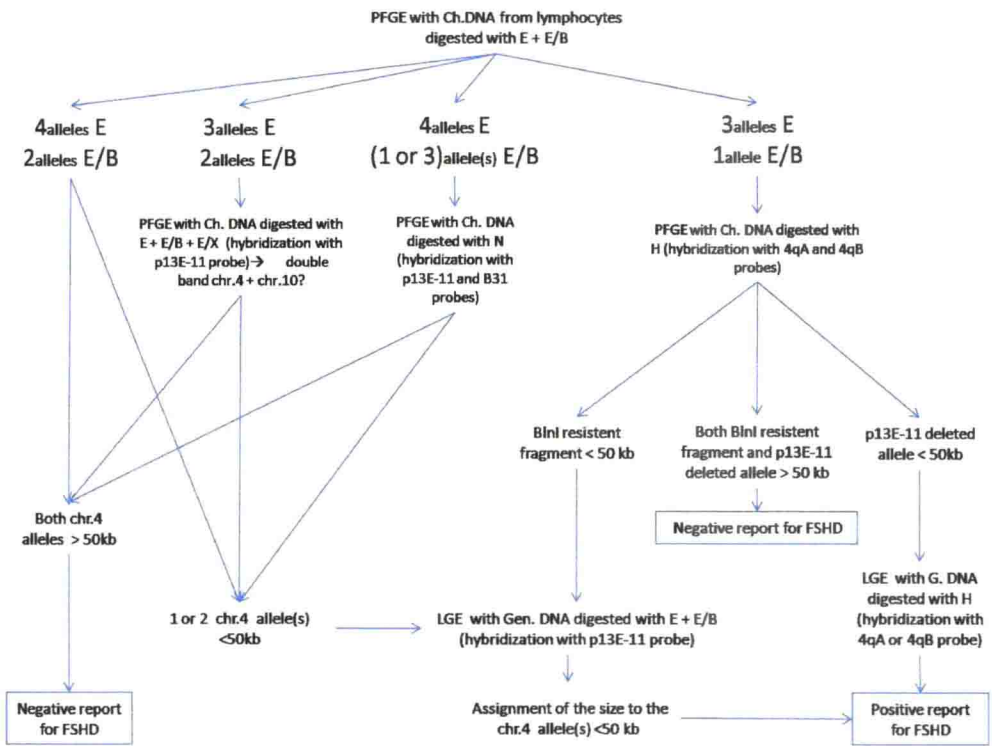 PFGE with Ch.DNA from lymphocytes
digested with E + E/B
4alleles E
2alleles E/B
3alleles E
2alleles E/B
4alleles E
(1 or 3)allele(s) E/B
3alleles E
1allele E/B
PFGE with Ch. DNA digested with
E + E/B + E/X (hybridization with
p13E-11 probe)→ double
band chr.4 + chr.10?
PFGE with Ch. DNA
digested with N
(hybridization with
p13E-11 and B31
probes)
PFGE with Ch. DNA digested with
H (hybridization with 4qA and 4qB
probes)
BlnI resistent
fragment < 50 kb
Both BlnI resistent
fragment and p13E-11
deleted allele > 50 kb
p13E-11 deleted
allele < 50kb
Both chr.4
alleles > 50kb
Negative report for FSHD
1 or 2 chr.4 allele(s)
<50kb
LGE with Gen. DNA digested with E + E/B
(hybridization with p13E-11 probe)
LGE with G. DNA
digested with H
(hybridization with
4qA or 4qB probe)
Negative report
for FSHD
Assignment of the size to the
chr.4 allele(s) <50 kb
Positive report
for FSHD